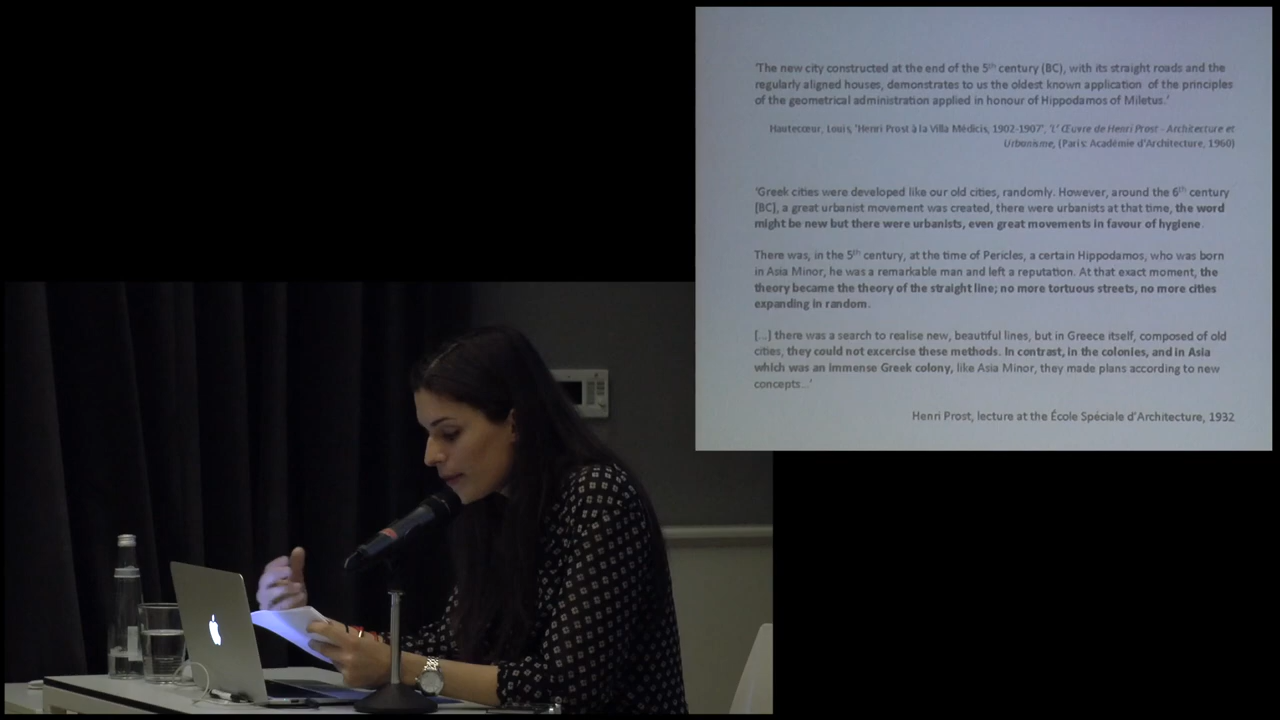 'The new city constructed at the end of the 5th century (BC), with its straight roads and the
regularly aligned houses, demonstrates to us the oldest known application of the principles
of the geometrical administration applied in honour of Hippodamos of Miletus.'
Hautecœur, Louis, 'Henri Prost à la Villa Médicis, 1902-1907', 'L' Œuvre de Henri Prost - Architecture et
Urbanisme, (Paris: Académie d'Architecture, 1960)
'Greek cities were developed like our old cities, randomly. However, around the 6th century
[BC], a great urbanist movement was created, there were urbanists at that time, the word
might be new but there were urbanists, even great movements in favour of hygiene.
There was, in the 5th century, at the time of Pericles, a certain Hippodamos, who was born
in Asia Minor, he was a remarkable man and left a reputation. At that exact moment, the
theory became the theory of the straight line; no more tortuous streets, no more cities
expanding in random.
[...] there was a search to realise new, beautiful lines, but in Greece itself, composed of old
cities, they could not excercise these methods. In contrast, in the colonies, and in Asia
which was an immense Greek colony, like Asia Minor, they made plans according to new
concepts...'
Henri Prost, lecture at the École Spéciale d'Architecture, 1932